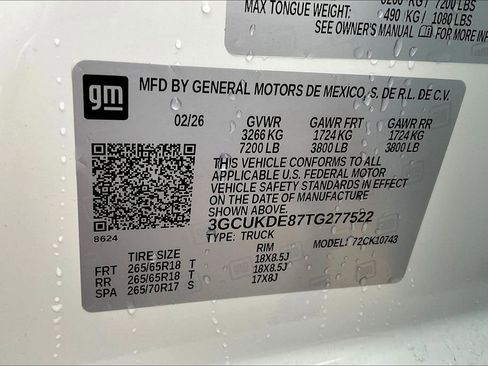 3266 KG / 7200 LBS
MAX TONGUE WEIGHT: 490 KG / 1080 LBS
SEE OWNER'S MANUAL FOR MORE
gm
MFD BY GENERAL MOTORS DE MEXICO, S. DE R.L. DE C.V.
02/26 GVWR GAWR FRT GAWR RR
3266 KG 1724 KG 1724 KG
7200 LB 3800 LB 3800 LB
THIS VEHICLE CONFORMS TO ALL
APPLICABLE U.S. FEDERAL MOTOR
VEHICLE SAFETY STANDARDS IN EFFECT
ON THE DATE OF MANUFACTURE
SHOWN ABOVE.
3GCUKDE87TG277522
8624
TYPE: TRUCK MODEL: 72CK10743
TIRE SIZE RIM
FRT 265/65R18 T 18X8.5J
RR 265/65R18 T 18X8.5J
SPA 265/70R17 S 17X8J